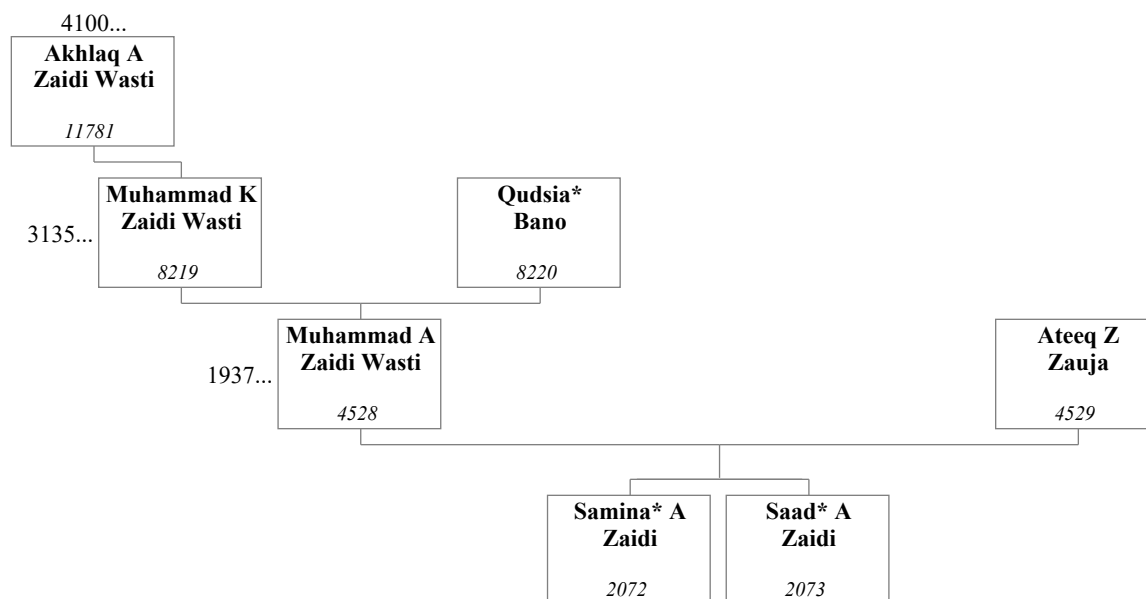 4100...
Akhlaq A
Zaidi Wasti
11781
Muhammad K
Zaidi Wasti
8219
3135...
Qudsia*
Bano
8220
Muhammad A
Zaidi Wasti
4528
1937...
Ateeq Z
Zauja
4529
Samina* A
Zaidi
2072
Saad* A
Zaidi
2073